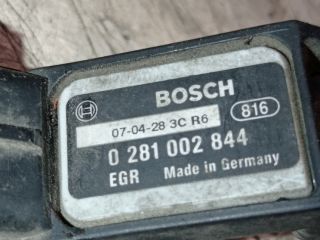 BOSCH
07-04-28 3C R6 816
0 281 002 844
EGR Made in Germany